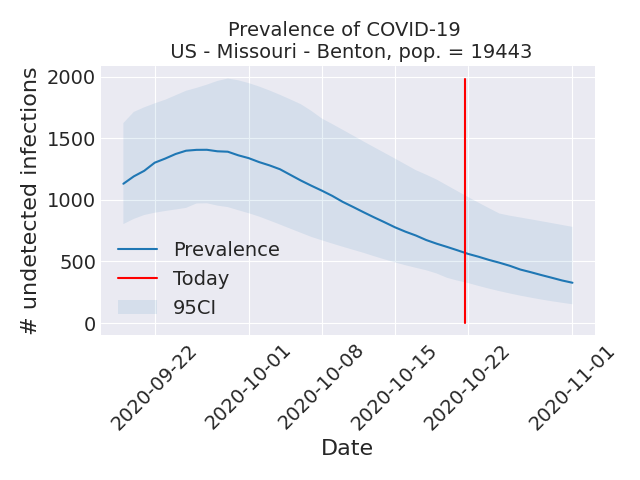 Prevalence of COVID-19
US - Missouri - Benton, pop. = 19443
# undetected infections
2000
1500
1000
500
0
Prevalence
Today
95CI
2020-09-22
2020-10-01
2020-10-08
2020-10-15
2020-10-22
2020-11-01
Date